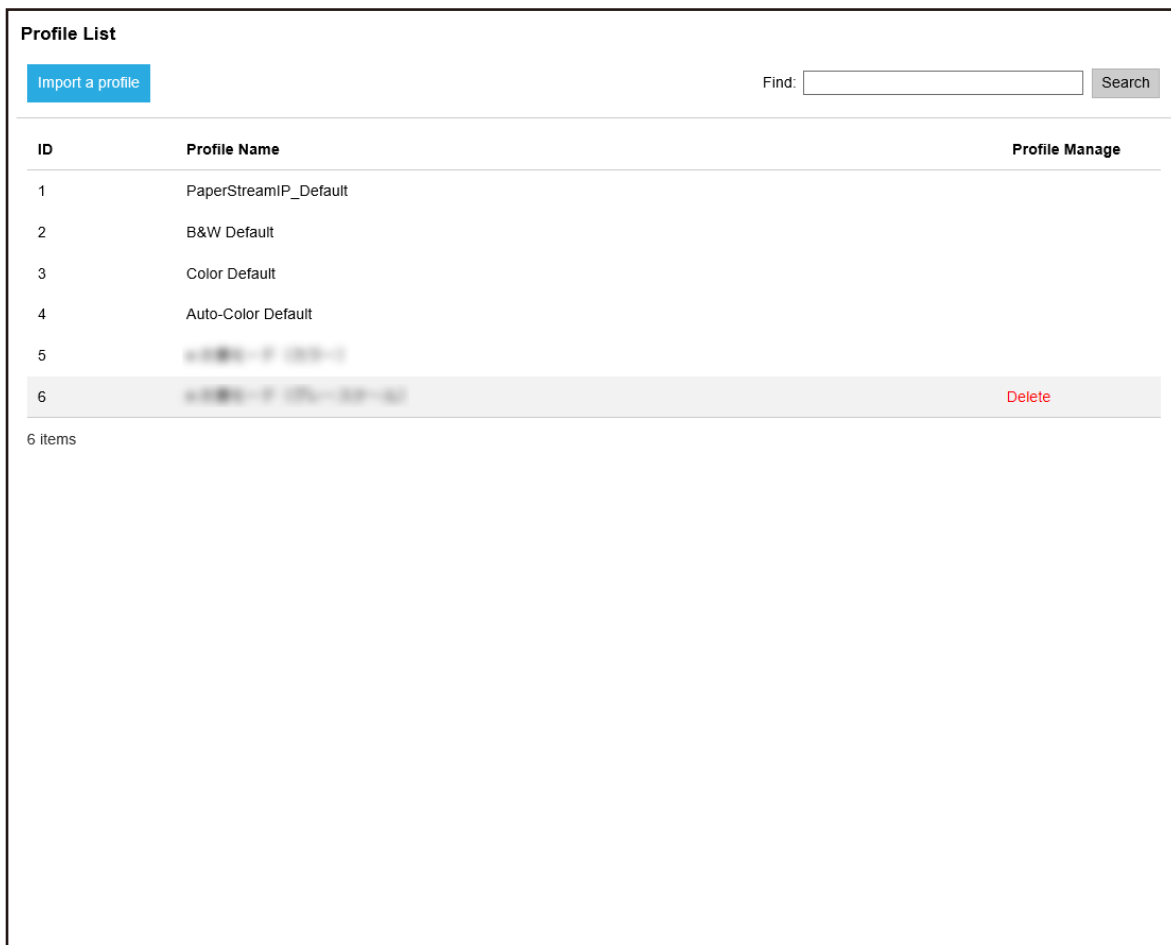 Profile List
Import a profile Find: Search
ID Profile Name Profile Manage
1 PaperStreamIP_Default
2 B&W Default
3 Color Default
4 Auto-Color Default
5
6 Delete
6 items